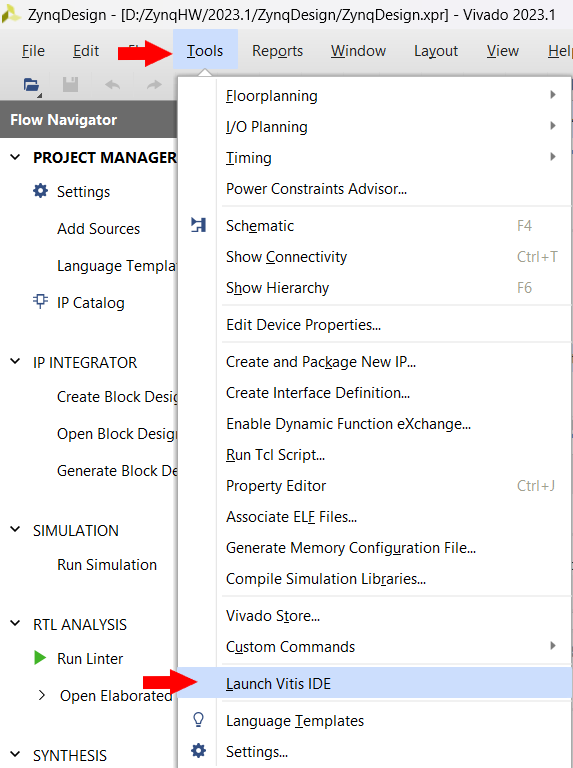 ZynqDesign - [D:/ZynqHW/2023.1/ZynqDesign/ZynqDesign.xpr] - Vivado 2023.1
File Edit Tools Reports Window Layout View Help
Flow Navigator
PROJECT MANAGER
Settings
Add Sources
Language Templa
IP Catalog
IP INTEGRATOR
Create Block Desig
Open Block Design
Generate Block De
SIMULATION
Run Simulation
RTL ANALYSIS
Run Linter
Open Elaborated
SYNTHESIS
Floorplanning
I/O Planning
Timing
Power Constraints Advisor...
Schematic F4
Show Connectivity Ctrl+T
Show Hierarchy F6
Edit Device Properties...
Create and Package New IP...
Create Interface Definition...
Enable Dynamic Function eXchange...
Run Tcl Script...
Property Editor Ctrl+J
Associate ELF Files...
Generate Memory Configuration File...
Compile Simulation Libraries...
Vivado Store...
Custom Commands
Launch Vitis IDE
Language Templates
Settings...